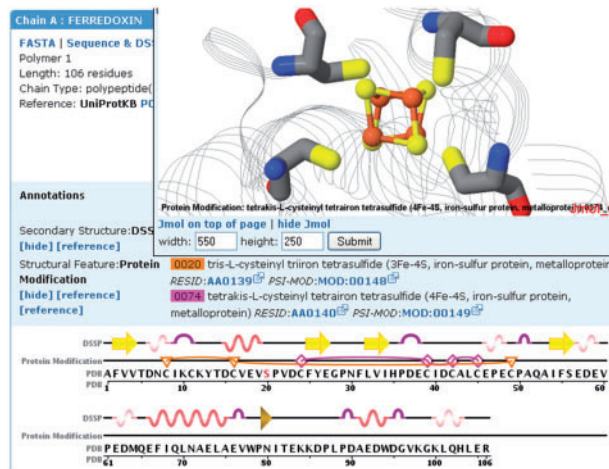 Chain A : FERREDOXIN
FASTA | Sequence & DSS
Polymer 1
Length: 106 residues
Chain Type: polypeptide(
Reference: UniProtKB PD
Protein Modification: tetrakis-L-cysteinyl tetrairon tetrasulfide (4Fe-4S, iron-sulfur protein, metalloprotein)
Annotations
Jmol on top of page | hide Jmol
width: 550 height: 250 Submit
Secondary Structure:DSS
[hide] [reference]
Structural Feature:Protein Modification
[hide] [reference]
[reference]
0020 tris-L-cysteinyl triiron tetrasulfide (3Fe-4S, iron-sulfur protein, metalloprotein
RESID:AA0139 PSI-MOD:MOD:00148
0074 tetrakis-L-cysteinyl tetrairon tetrasulfide (4Fe-4S, iron-sulfur protein,
metalloprotein) RESID:AA0140 PSI-MOD:MOD:00149
DSSP
Protein Modification
PDB AFVVTDNCIKCKYTDCVEVSPVDCFYEGPNFLVIHPDECIDCALCEPECPAQAIFSEDEV
PDB 1 10 20 30 40 50 60
DSSP
Protein Modification
PDB PEDMQEFIQLNAELAEVWPNITEKKDPLPDAEDWDGVKGKLQHLER
PDB 61 70 80 90 100 106